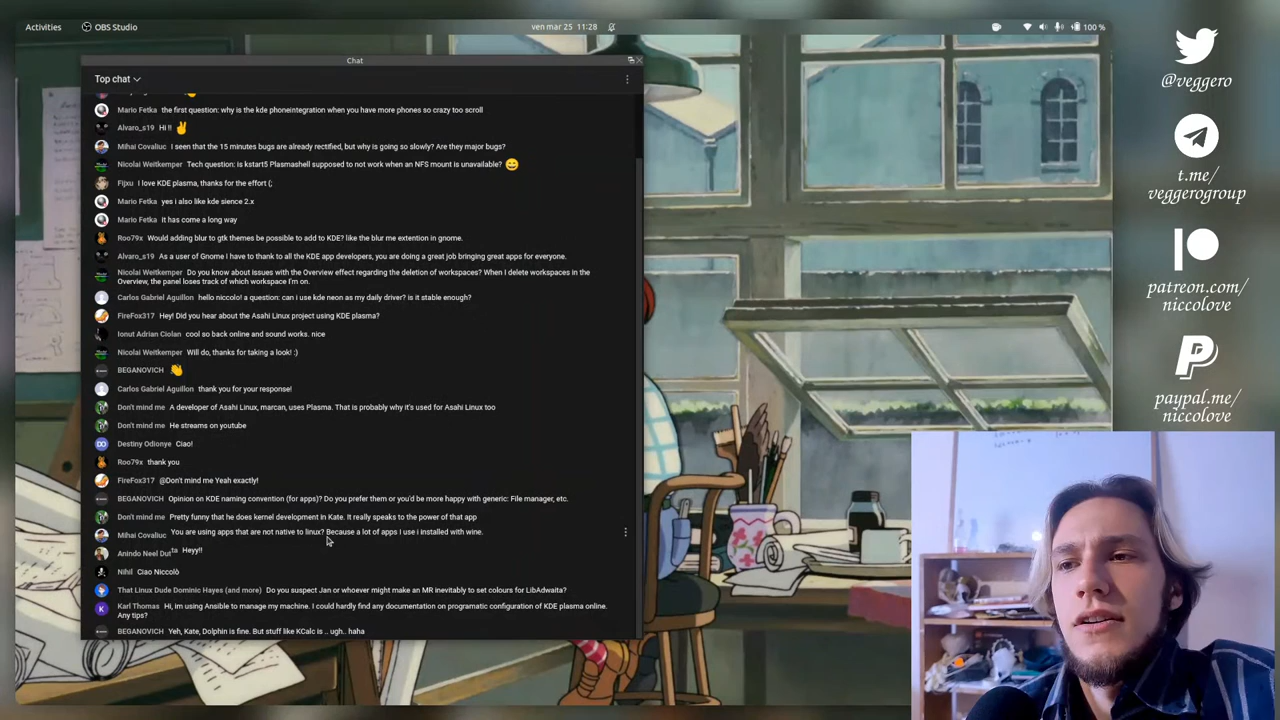 Activities
OBS Studio
ven mar 25 11:28
100 %
Chat
Top chat
Mario Fetka the first question: why is the kde phoneintegration when you have more phones so crazy too scroll
Alvaro_s19 Hi !! ✌
Mihai Covaliuc I seen that the 15 minutes bugs are already rectified, but why is going so slowly? Are they major bugs?
Nicolai Weitkemper Tech question: is kstart5 Plasmashell supposed to not work when an NFS mount is unavailable? 😄
Fijxu I love KDE plasma, thanks for the effort (;
Mario Fetka yes i also like kde sience 2.x
Mario Fetka it has come a long way
Roo79x Would adding blur to gtk themes be possible to add to KDE? like the blur me extention in gnome.
Alvaro_s19 As a user of Gnome I have to thank to all the KDE app developers, you are doing a great job bringing great apps for everyone.
Nicolai Weitkemper Do you know about issues with the Overview effect regarding the deletion of workspaces? When I delete workspaces in the
Overview, the panel loses track of which workspace I'm on.
Carlos Gabriel Aguillon hello niccolo! a question: can i use kde neon as my daily driver? is it stable enough?
FireFox317 Hey! Did you hear about the Asahi Linux project using KDE plasma?
Ionut Adrian Ciolan cool so back online and sound works. nice
Nicolai Weitkemper Will do, thanks for taking a look! :)
BEGANOVICH 👋
Carlos Gabriel Aguillon thank you for your response!
Don't mind me A developer of Asahi Linux, marcan, uses Plasma. That is probably why it's used for Asahi Linux too
Don't mind me He streams on youtube
DO Destiny Odionye Ciao!
Roo79x thank you
FireFox317 @Don't mind me Yeah exactly!
BEGANOVICH Opinion on KDE naming convention (for apps)? Do you prefer them or you'd be more happy with generic: File manager, etc.
Don't mind me Pretty funny that he does kernel development in Kate. It really speaks to the power of that app
Mihai Covaliuc You are using apps that are not native to linux? Because a lot of apps i use i installed with wine.
Anindo Neel Dutta Heyy!!
Nihil Ciao Niccolò
That Linux Dude Dominic Hayes (and more) Do you suspect Jan or whoever might make an MR inevitably to set colours for LibAdwaita?
K Karl Thomas Hi, im using Ansible to manage my machine. I could hardly find any documentation on programatic configuration of KDE plasma online.
Any tips?
BEGANOVICH Yeh, Kate, Dolphin is fine. But stuff like KCalc is .. ugh.. haha
@veggero
t.me/
veggerogroup
patreon.com/
niccolove
paypal.me/
niccolove